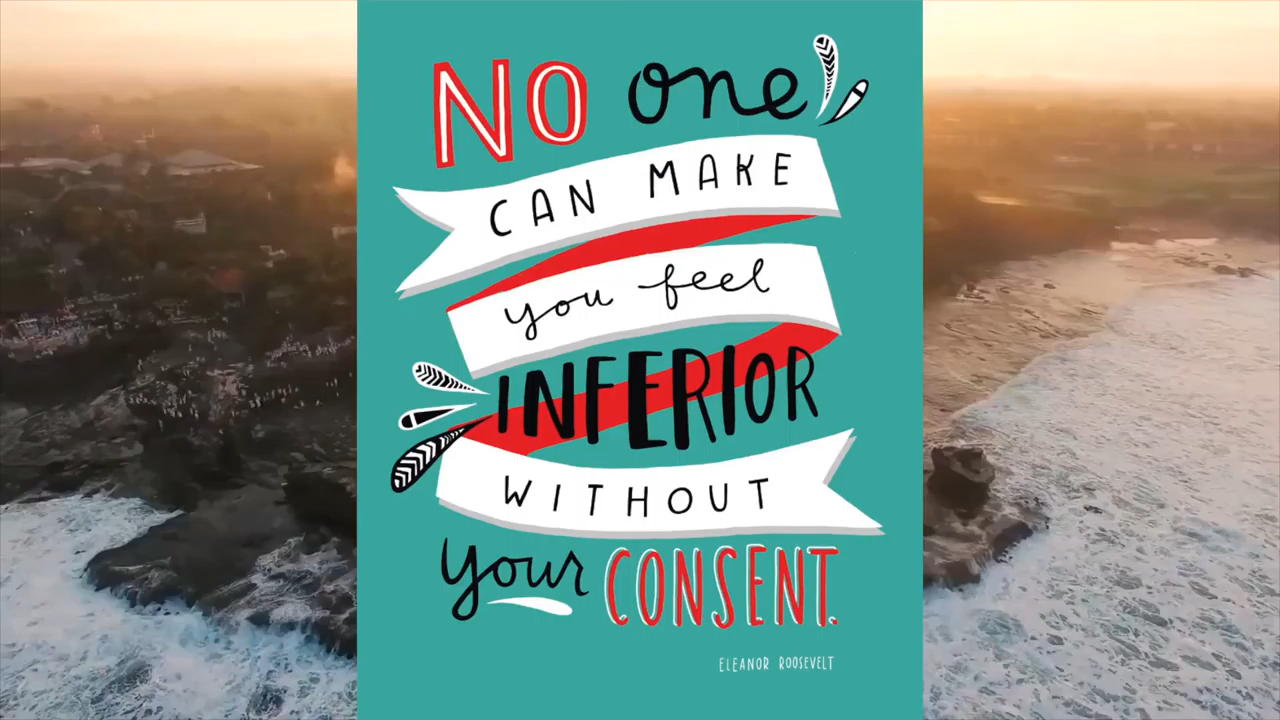 NO one
CAN MAKE
you feel
INFERIOR
WITHOUT
your CONSENT.
ELEANOR ROOSEVELT